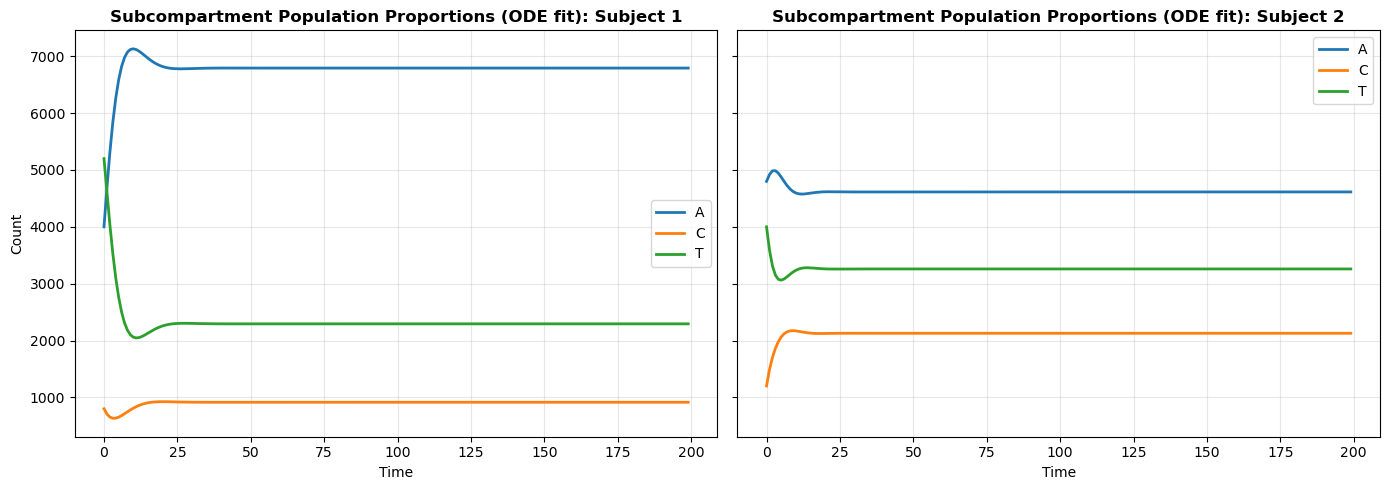 Subcompartment Population Proportions (ODE fit): Subject 1
Count
7000
6000
5000
4000
3000
2000
1000
A
C
T
0 25 50 75 100 125 150 175 200
Time
Subcompartment Population Proportions (ODE fit): Subject 2
A
C
T
0 25 50 75 100 125 150 175 200
Time